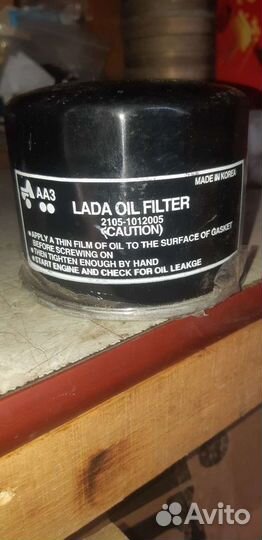 AA3
MADE IN KOREA
LADA OIL FILTER
2105-1012005
(CAUTION)
• APPLY A THIN FILM OF OIL TO THE SURFACE OF GASKET
BEFORE SCREWING ON
• THEN TIGHTEN ENOUGH BY HAND
• START ENGINE AND CHECK FOR OIL LEAKGE
Avito